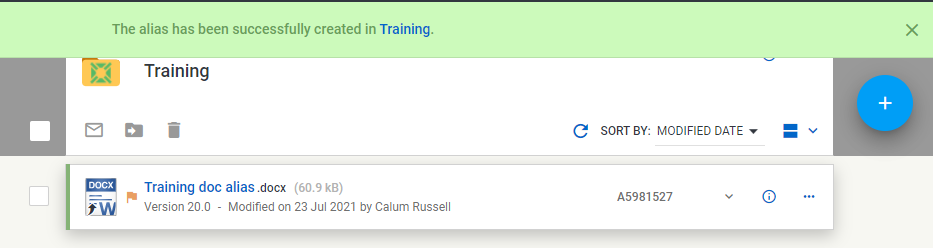 The alias has been successfully created in Training.
Training
SORT BY: MODIFIED DATE
DOCX
W
Training doc alias .docx (60.9 kB)
A5981527
Version 20.0 - Modified on 23 Jul 2021 by Calum Russell